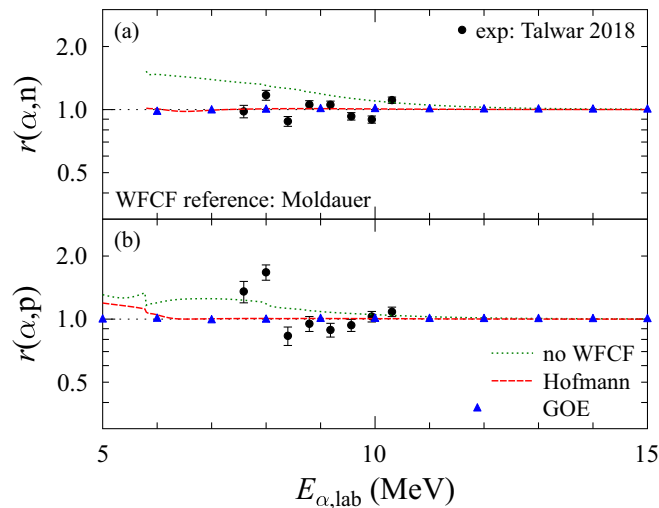 (a)
exp: Talwar 2018
2.0
1.0
0.5
r(α,n)
WFCF reference: Moldauer
(b)
2.0
1.0
0.5
r(α,p)
no WFCF
Hofmann
GOE
5 10 15
Eα,lab (MeV)